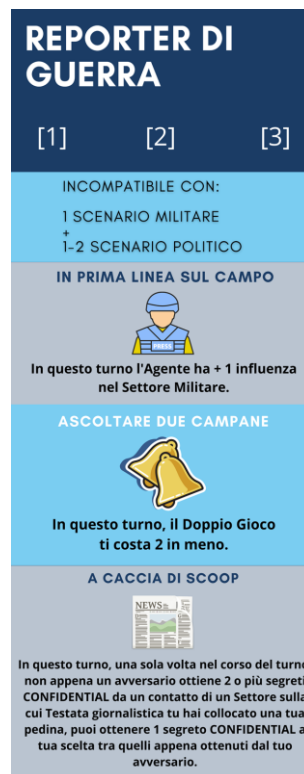 REPORTER DI
GUERRA
[1] [2] [3]
INCOMPATIBILE CON:
1 SCENARIO MILITARE
+
1-2 SCENARIO POLITICO
IN PRIMA LINEA SUL CAMPO
PRESS
In questo turno l'Agente ha + 1 influenza
nel Settore Militare.
ASCOLTARE DUE CAMPANE
In questo turno, il Doppio Gioco
ti costa 2 in meno.
A CACCIA DI SCOOP
NEWS
In questo turno, una sola volta nel corso del turno
non appena un avversario ottiene 2 o più segreti
CONFIDENTIAL da un contatto di un Settore sulla
cui Testata giornalistica tu hai collocato una tua
pedina, puoi ottenere 1 segreto CONFIDENTIAL a
tua scelta tra quelli appena ottenuti dal tuo
avversario.